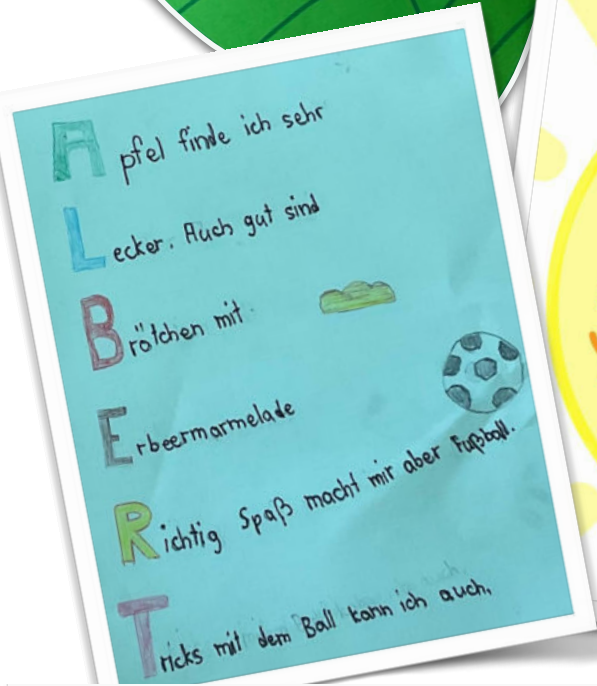 Apfel finde ich sehr
Lecker. Auch gut sind
Brötchen mit
Erbeermarmelade
Richtig Spaß macht mir aber Fußball.
Tricks mit dem Ball kann ich auch.